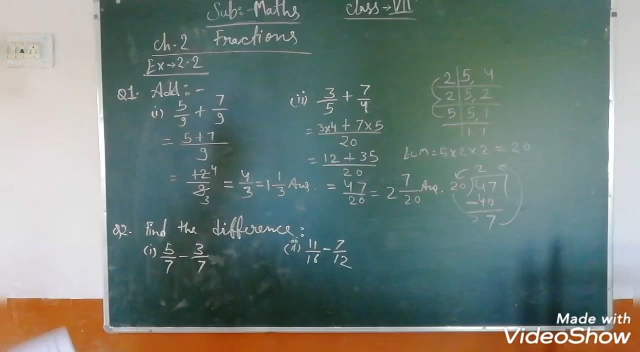 Sub:- Maths Class → VII
Ch. 2 Fractions
Ex → 2.2
Q1. Add:-
(i) 5/9 + 7/9
= 5+7/9
= 12/9 4/3 = 4/3 = 1 1/3 Ans.
(ii) 3/5 + 7/4
= 3×4 + 7×5/20
= 12 + 35/20
= 47/20 = 2 7/20 Ans.
2 | 5, 4
2 | 5, 2
5 | 5, 1
| 1 1
LCM = 5×2×2 = 20
2
20 ) 47 (
- 40
7
Q2. Find the difference:
(i) 5/7 - 3/7 (ii) 11/18 - 7/12
Made with
VideoShow